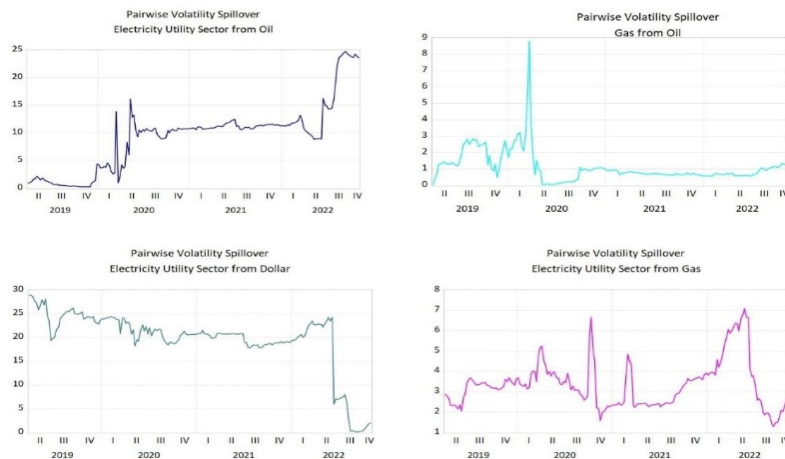 Pairwise Volatility Spillover
Electricity Utility Sector from Oil
25
20
15
10
5
0
II III IV I II III IV I II III IV I II III IV
2019 2020 2021 2022
Pairwise Volatility Spillover
Gas from Oil
9
8
7
6
5
4
3
2
1
0
II III IV I II III IV I II III IV I II III IV
2019 2020 2021 2022
Pairwise Volatility Spillover
Electricity Utility Sector from Dollar
30
25
20
15
10
5
0
II III IV I II III IV I II III IV I II III IV
2019 2020 2021 2022
Pairwise Volatility Spillover
Electricity Utility Sector from Gas
8
7
6
5
4
3
2
1
II III IV I II III IV I II III IV I II III IV
2019 2020 2021 2022